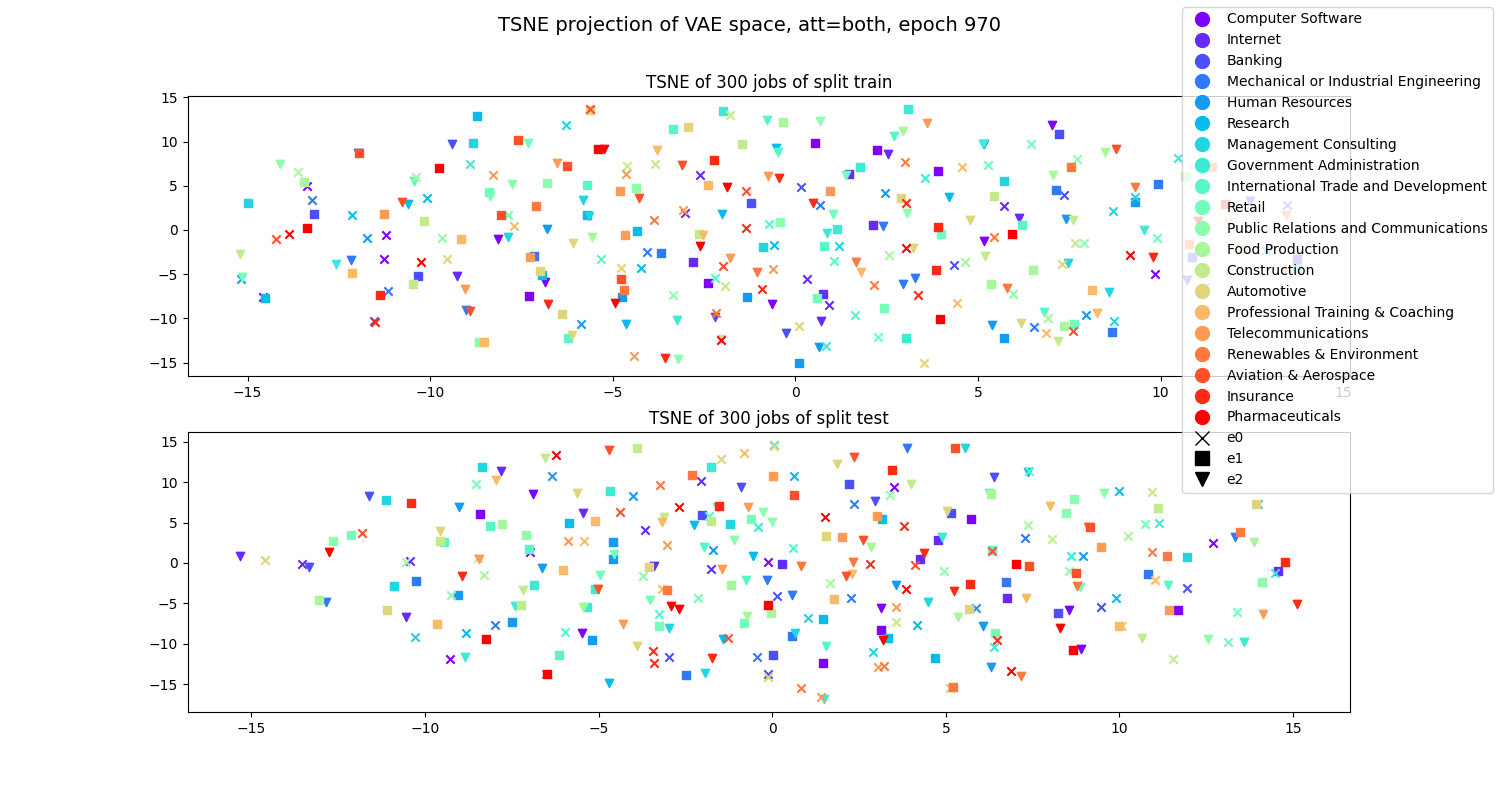 TSNE projection of VAE space, att=both, epoch 970
TSNE of 300 jobs of split train
15
10
5
0
−5
−10
−15
−15
−10
−5
0
5
10
15
TSNE of 300 jobs of split test
15
10
5
0
−5
−10
−15
−15
−10
−5
0
5
10
15
Computer Software
Internet
Banking
Mechanical or Industrial Engineering
Human Resources
Research
Management Consulting
Government Administration
International Trade and Development
Retail
Public Relations and Communications
Food Production
Construction
Automotive
Professional Training & Coaching
Telecommunications
Renewables & Environment
Aviation & Aerospace
Insurance
Pharmaceuticals
e0
e1
e2